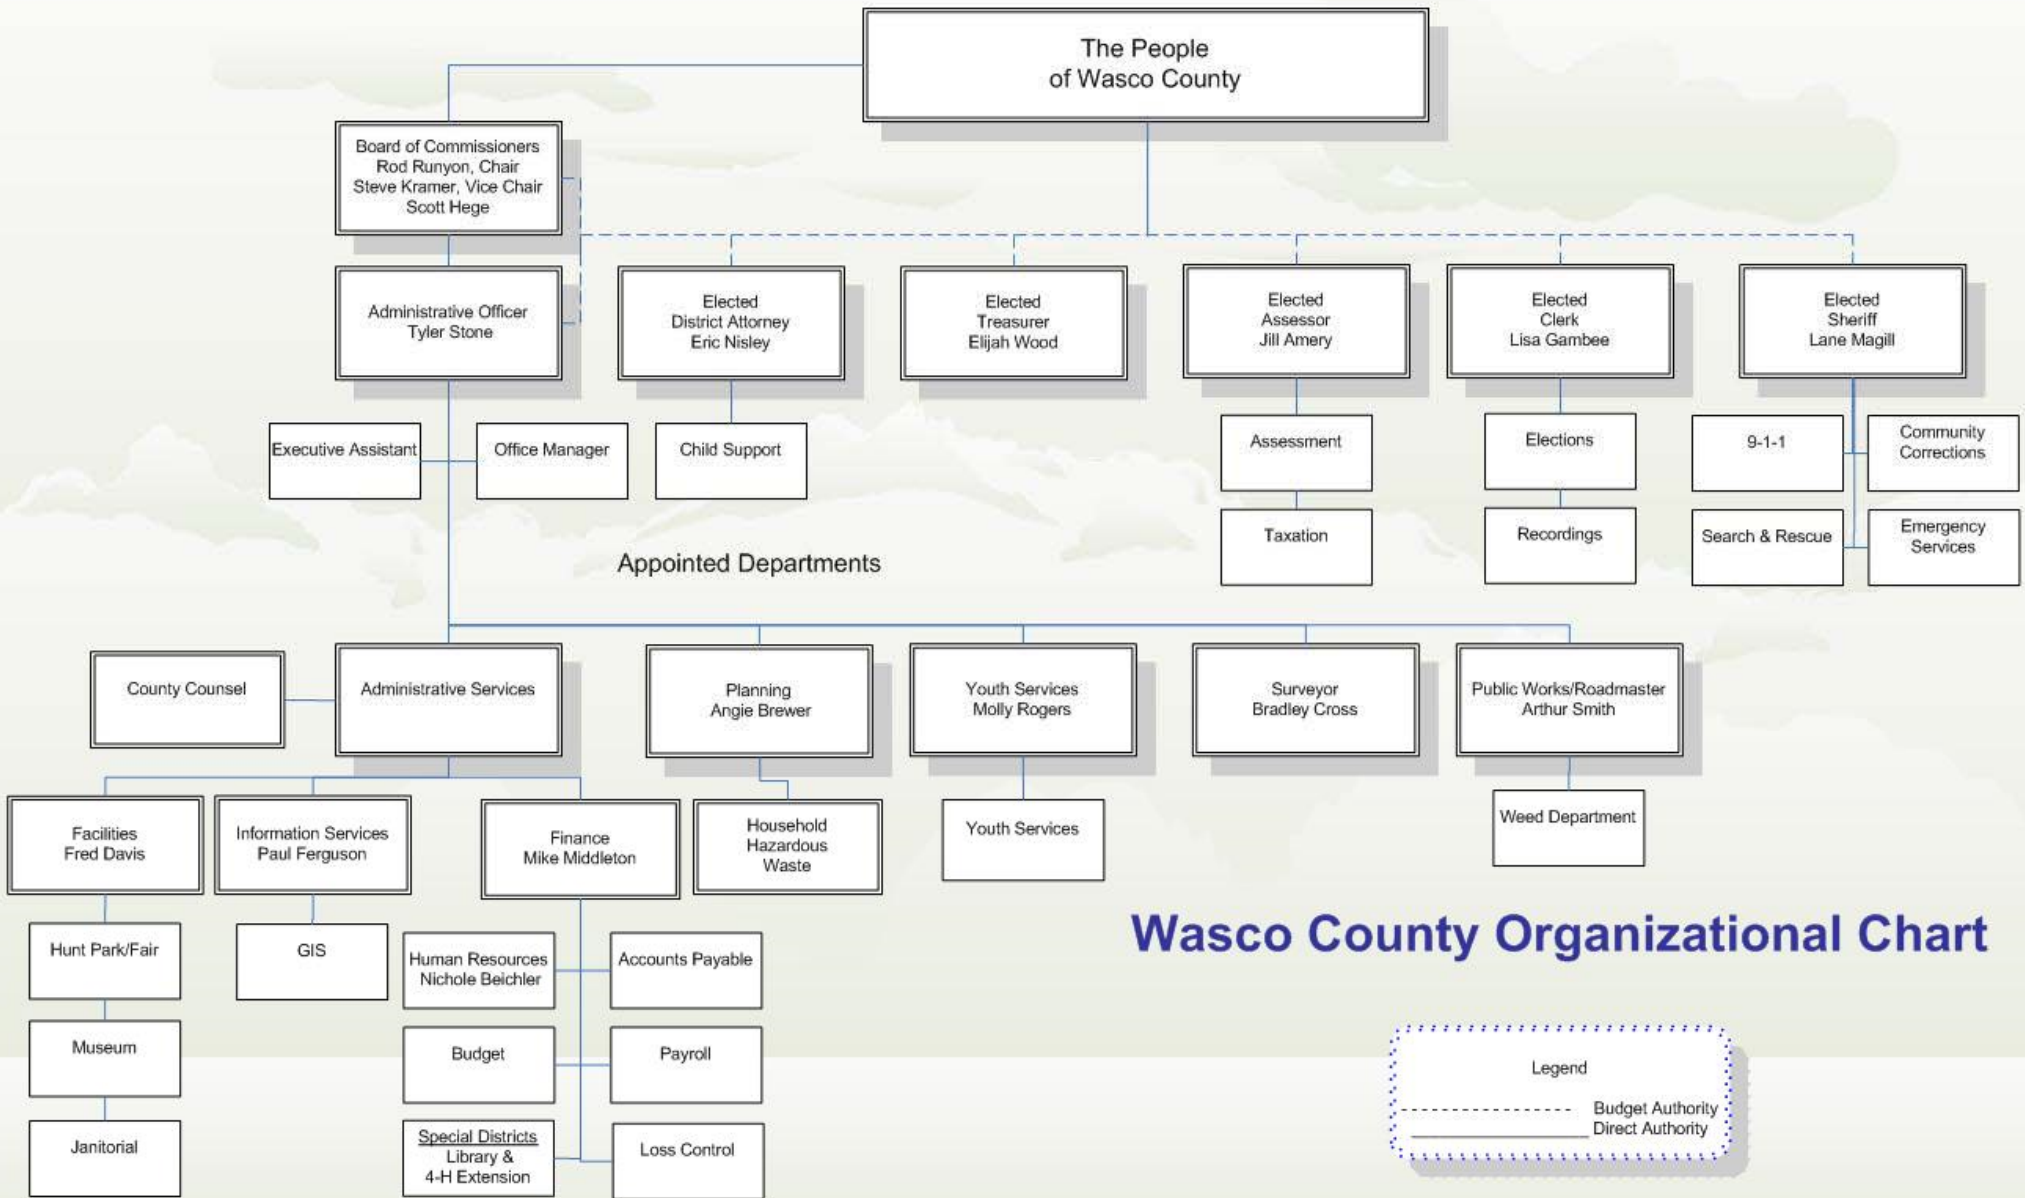 The People
of Wasco County
Board of Commissioners
Rod Runyon, Chair
Steve Kramer, Vice Chair
Scott Hege
Administrative Officer
Tyler Stone
Elected
District Attorney
Eric Nisley
Elected
Treasurer
Elijah Wood
Elected
Assessor
Jill Amery
Elected
Clerk
Lisa Gambee
Elected
Sheriff
Lane Magill
Executive Assistant
Office Manager
Child Support
Assessment
Elections
9-1-1
Community
Corrections
Taxation
Recordings
Search & Rescue
Emergency
Services
Appointed Departments
County Counsel
Administrative Services
Planning
Angie Brewer
Youth Services
Molly Rogers
Surveyor
Bradley Cross
Public Works/Roadmaster
Arthur Smith
Facilities
Fred Davis
Information Services
Paul Ferguson
Finance
Mike Middleton
Household
Hazardous
Waste
Youth Services
Weed Department
Hunt Park/Fair
GIS
Human Resources
Nichole Beichler
Accounts Payable
Wasco County Organizational Chart
Museum
Budget
Payroll
Janitorial
Special Districts
Library &
4-H Extension
Loss Control
Legend
Budget Authority
Direct Authority